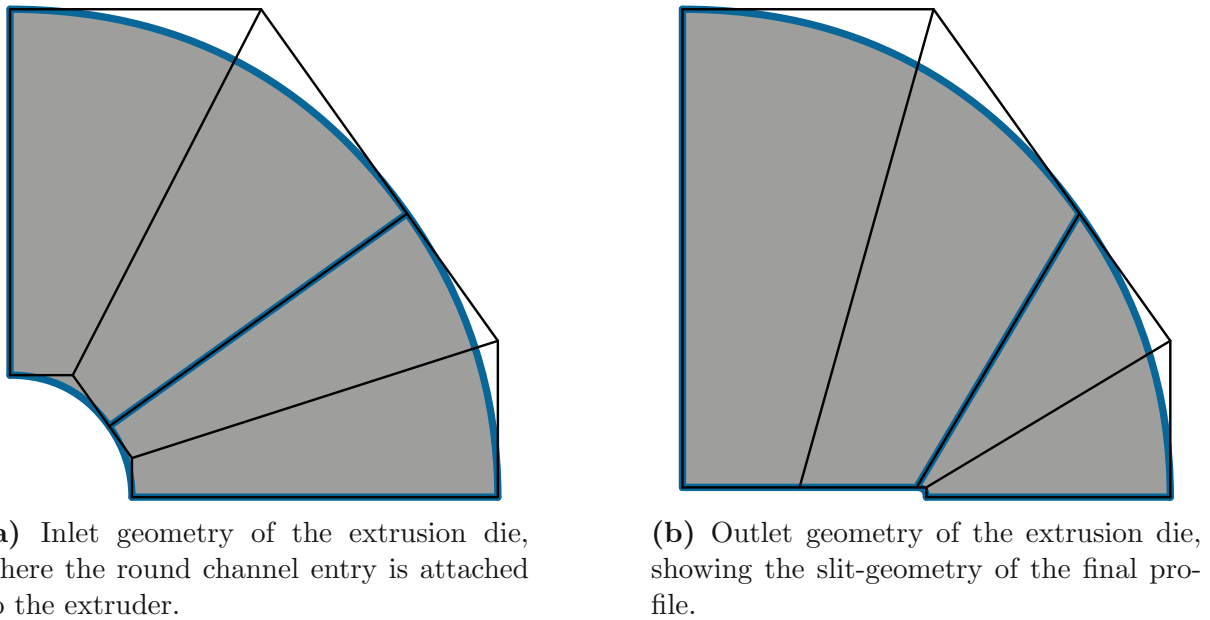 a) Inlet geometry of the extrusion die,
here the round channel entry is attached
o the extruder.
(b) Outlet geometry of the extrusion die,
showing the slit-geometry of the final pro-
file.